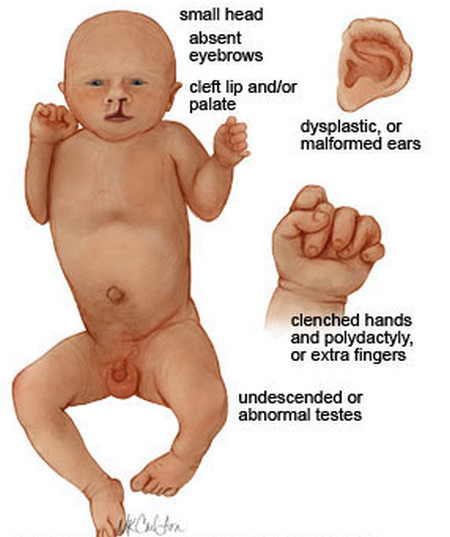 small head
absent
eyebrows
cleft lip and/or
palate
dysplastic, or
malformed ears
clenched hands
and polydactyly,
or extra fingers
undescended or
abnormal testes